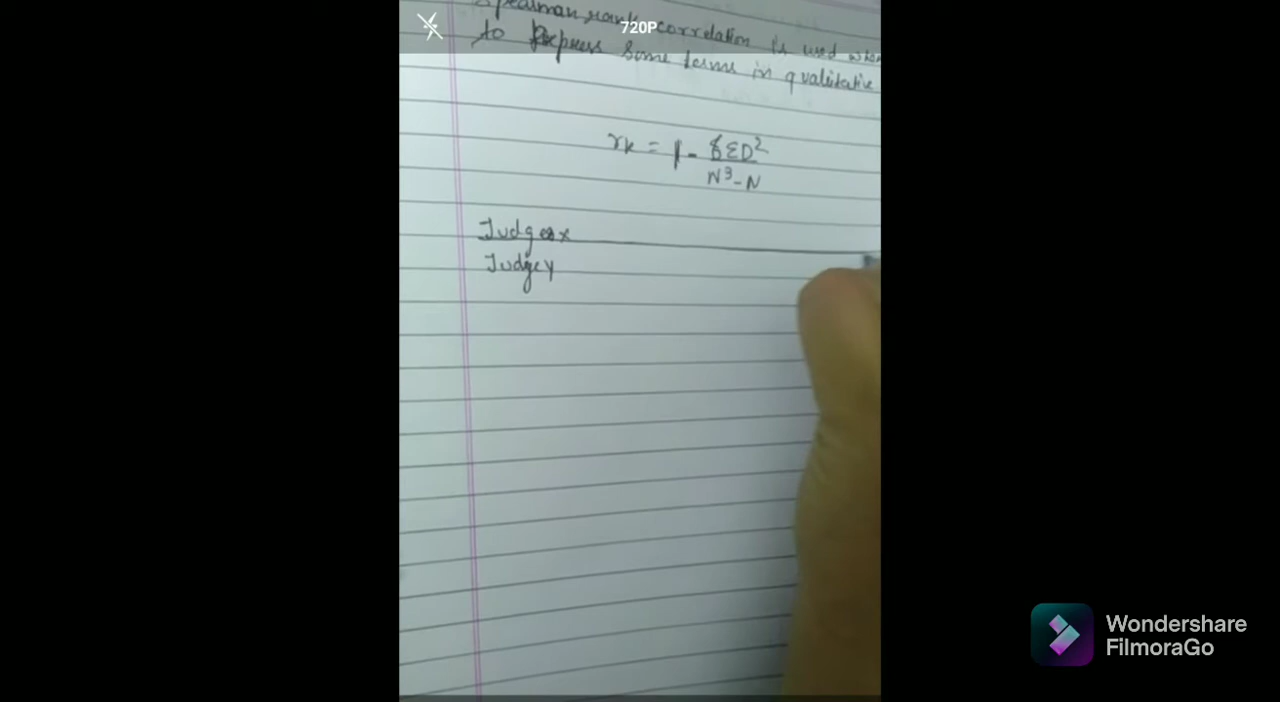 Spearman rank correlation is used when
720P
to Express some terms in qualitative
rk = 1 - 6ΣD²
N³-N
Judge x
Judge y
Wondershare
FilmoraGo